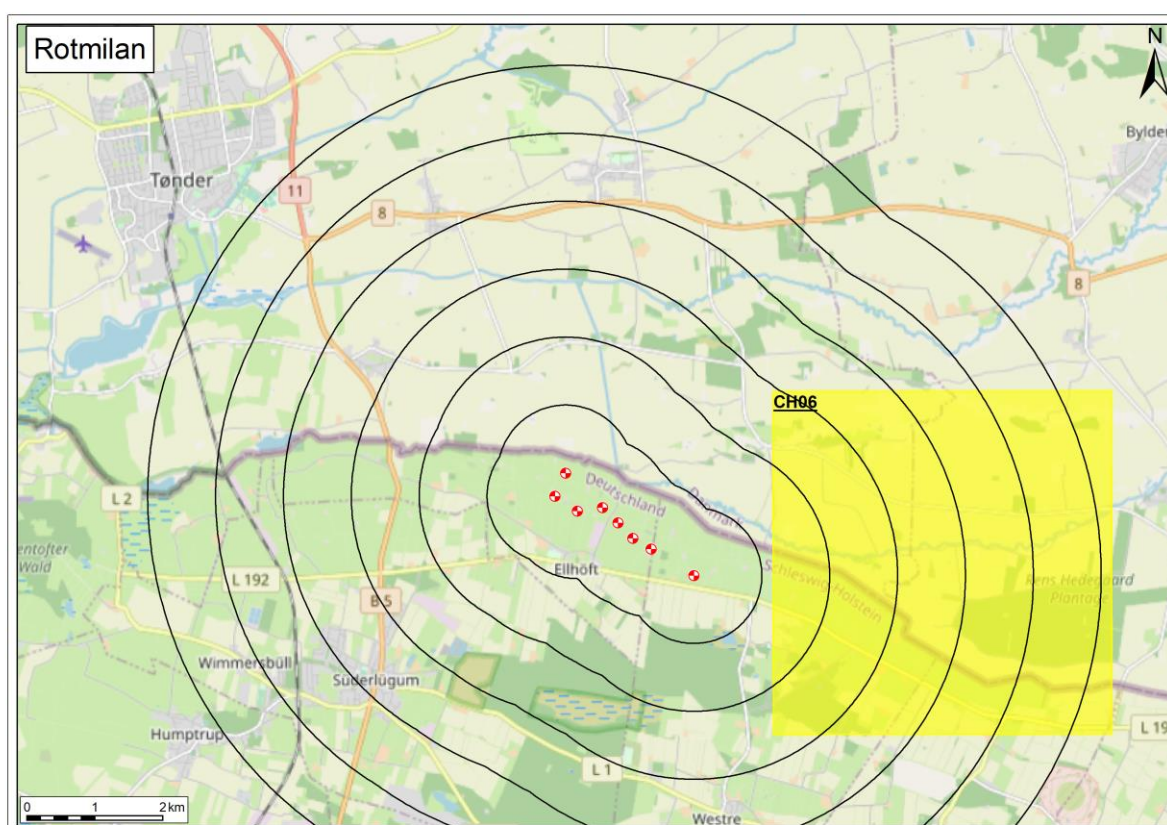 Rotmilan
N
Bylder
Tønder
11
8
8
CH06
Deutschland
Danmark
L 2
entofter
Wald
L 192
Ellhöft
B 5
Schleswig-Holstein
Rens Hedegaard
Plantage
Wimmersbüll
Süderlügum
Humptrup
L 1
L 19
Westre
0 1 2 km